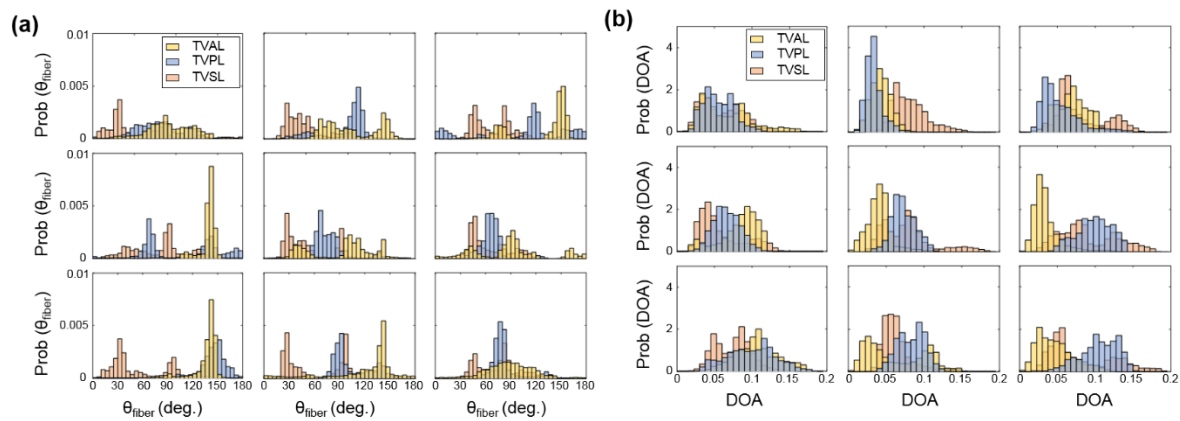 (a)
0.01
Prob (θfiber)
0.005
0
TVAL
TVPL
TVSL
0.01
Prob (θfiber)
0.005
0
0.01
Prob (θfiber)
0.005
0
0 30 60 90 120 150 180
0 30 60 90 120 150 180
0 30 60 90 120 150 180
θfiber (deg.)
θfiber (deg.)
θfiber (deg.)
(b)
4
Prob (DOA)
2
0
TVAL
TVPL
TVSL
4
Prob (DOA)
2
0
4
Prob (DOA)
2
0
0 0.05 0.1 0.15 0.2
0 0.05 0.1 0.15 0.2
0 0.05 0.1 0.15 0.2
DOA
DOA
DOA